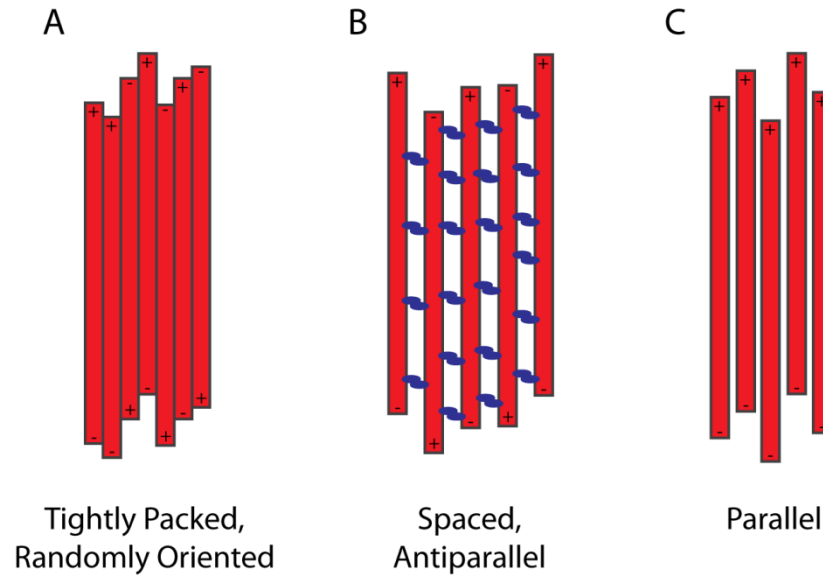 A
B
C
+ + - + - + -
+ - + - +
+ + + + +
- - + - + - +
- + - + -
- - - - -
Tightly Packed,
Randomly Oriented
Spaced,
Antiparallel
Parallel